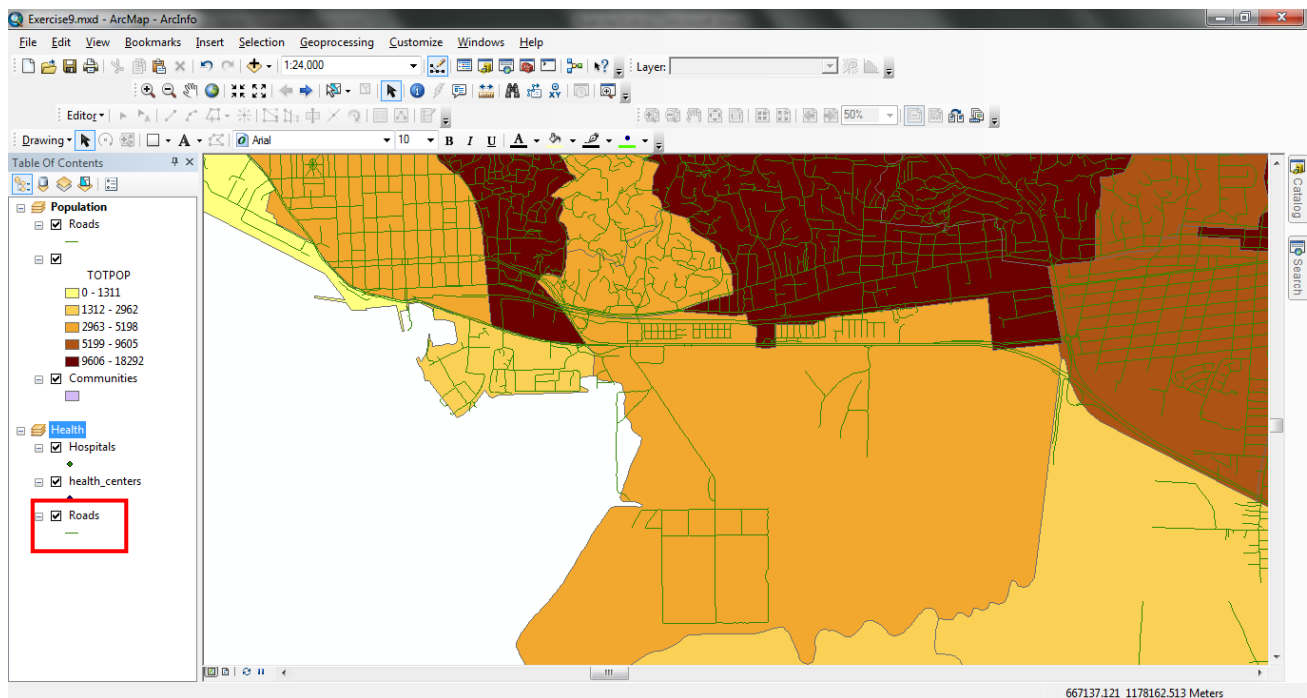 Exercise9.mxd - ArcMap - ArcInfo
File Edit View Bookmarks Insert Selection Geoprocessing Customize Windows Help
1:24,000 Layer:
Editor 50%
Drawing A Arial 10 B I U A
Table Of Contents
Population
Roads
TOTPOP
0 - 1311
1312 - 2962
2963 - 5198
5199 - 9605
9606 - 18292
Communities
Health
Hospitals
health_centers
Roads
Catalog
Search
667137.121 1178162.513 Meters